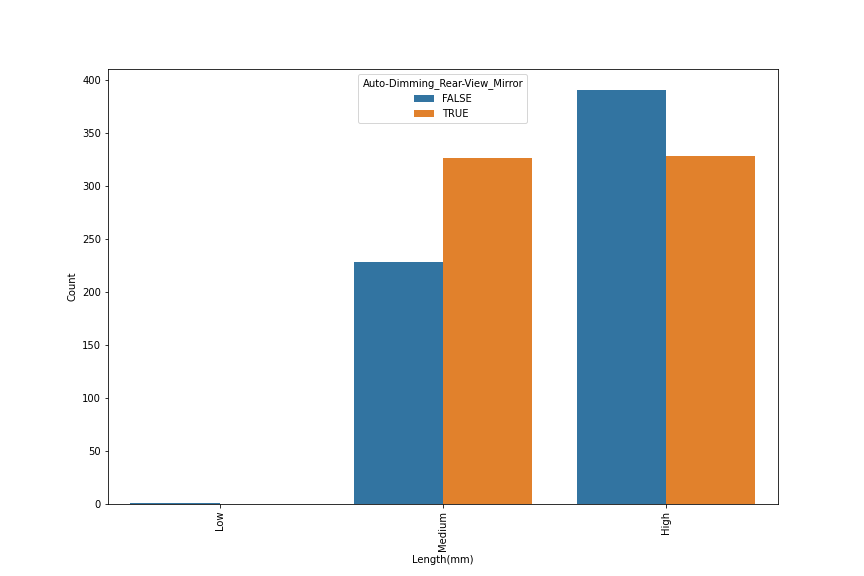 Auto-Dimming_Rear-View_Mirror
FALSE
TRUE
400
350
300
250
200
150
100
50
0
Count
Low
Medium
High
Length(mm)